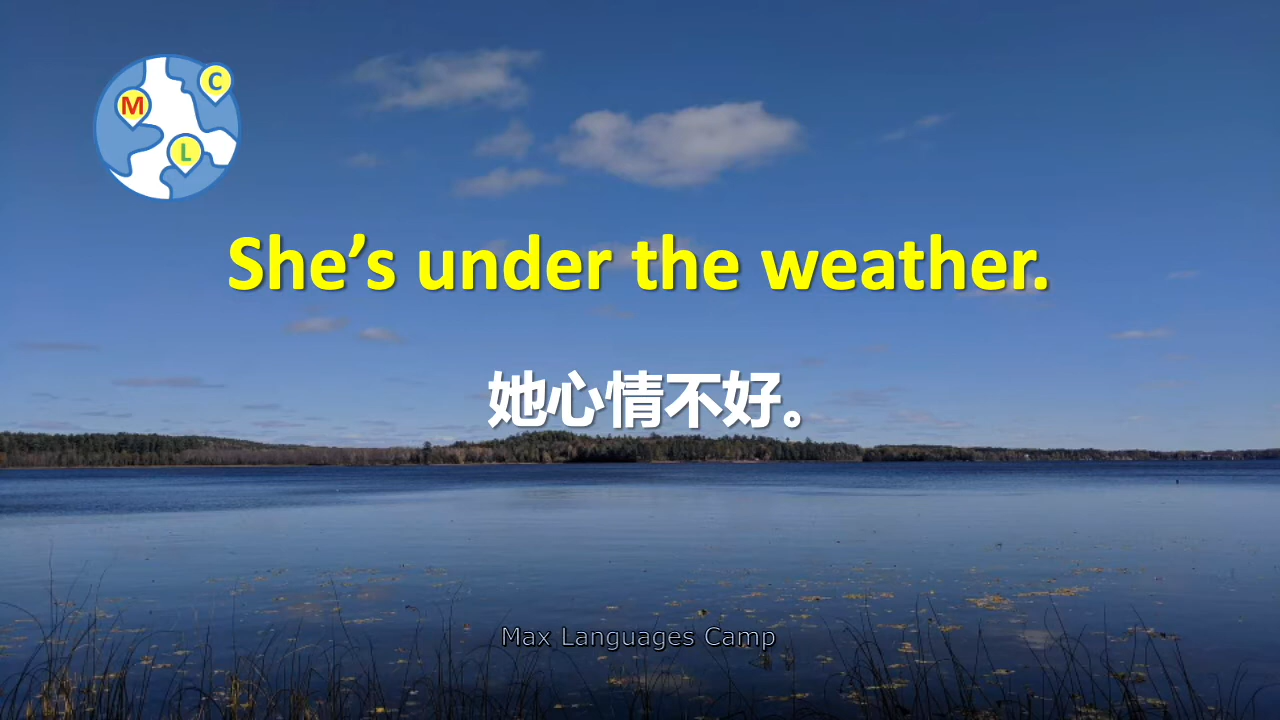 C
M
L
She’s under the weather.
她心情不好。
Max Languages Camp